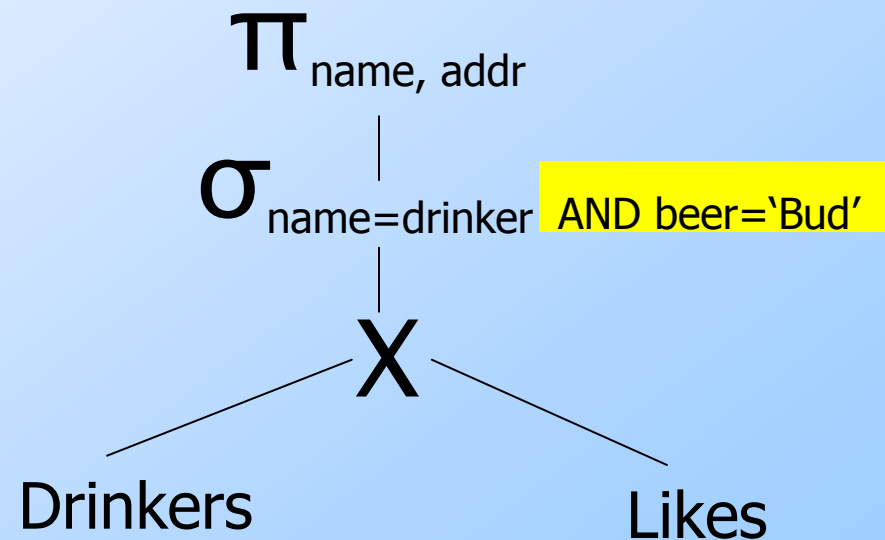 π name, addr
σ name=drinker AND beer=‘Bud’
X
Drinkers Likes